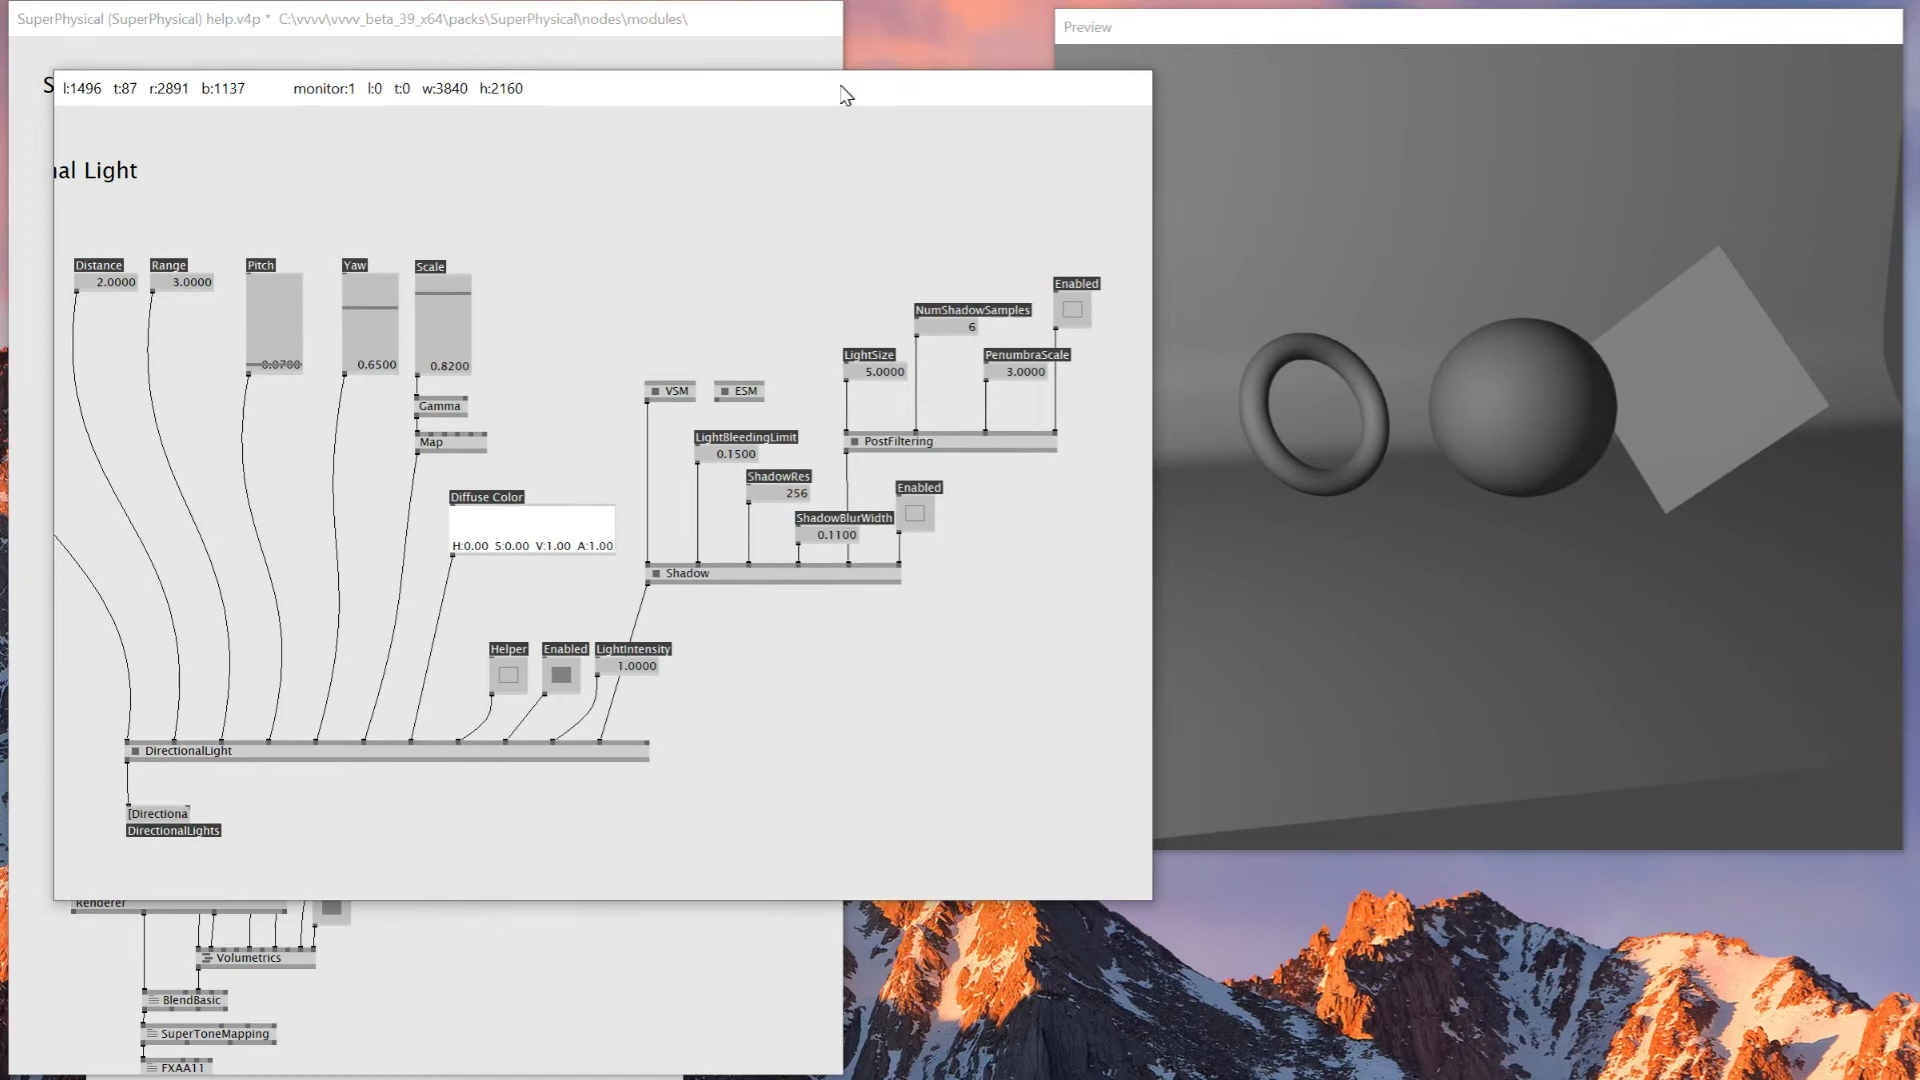 SuperPhysical (SuperPhysical) help.v4p * C:\vvvv\vvvv_beta_39_x64\packs\SuperPhysical\nodes\modules\
Preview
S
l:1496 t:87 r:2891 b:1137 monitor:1 l:0 t:0 w:3840 h:2160
nal Light
Distance
2.0000
Range
3.0000
Pitch
0.0700
Yaw
0.6500
Scale
0.8200
Gamma
Map
Diffuse Color
H:0.00 S:0.00 V:1.00 A:1.00
VSM
ESM
LightBleedingLimit
0.1500
ShadowRes
256
ShadowBlurWidth
0.1100
Enabled
LightSize
5.0000
NumShadowSamples
6
PenumbraScale
3.0000
Enabled
PostFiltering
Shadow
Helper
Enabled
LightIntensity
1.0000
DirectionalLight
[Directiona
DirectionalLights
Renderer
Volumetrics
BlendBasic
SuperToneMapping
FXAA11